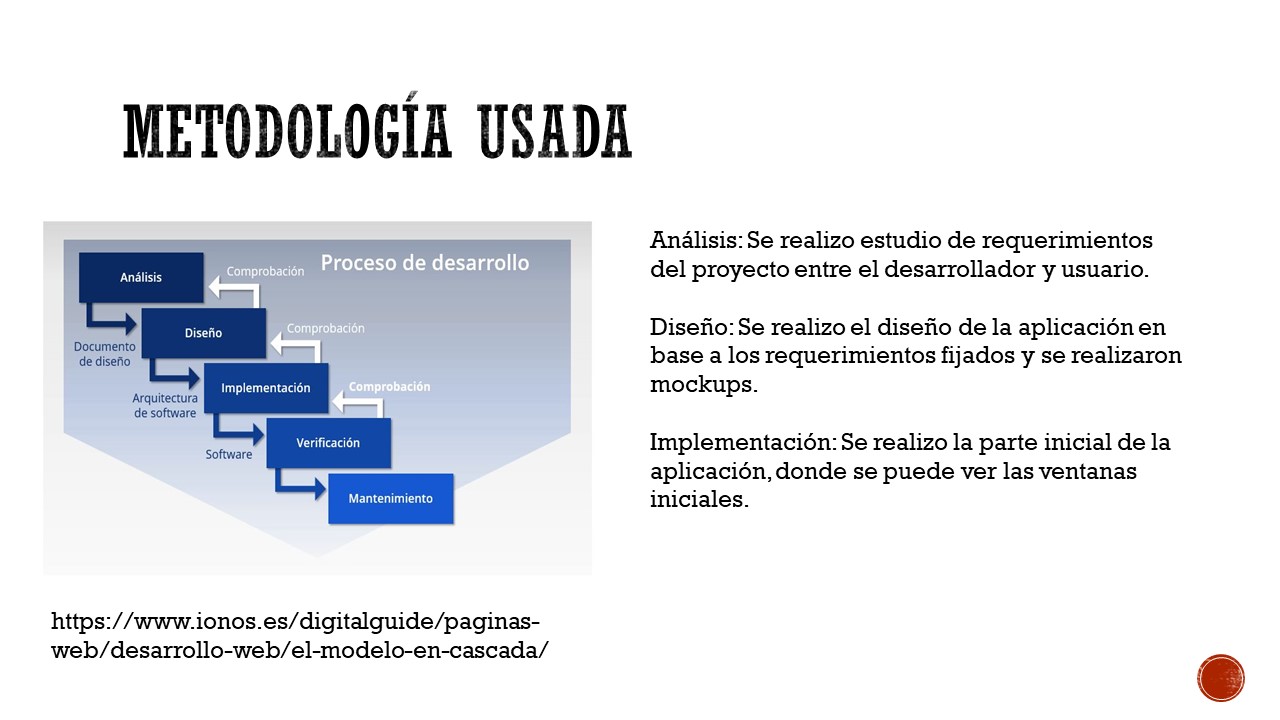 METODOLOGÍA USADA
Proceso de desarrollo
Análisis
Comprobación
Diseño
Comprobación
Documento
de diseño
Implementación
Comprobación
Arquitectura
de software
Verificación
Software
Mantenimiento
https://www.ionos.es/digitalguide/paginas-
web/desarrollo-web/el-modelo-en-cascada/
Análisis: Se realizo estudio de requerimientos
del proyecto entre el desarrollador y usuario.
Diseño: Se realizo el diseño de la aplicación en
base a los requerimientos fijados y se realizaron
mockups.
Implementación: Se realizo la parte inicial de la
aplicación, donde se puede ver las ventanas
iniciales.